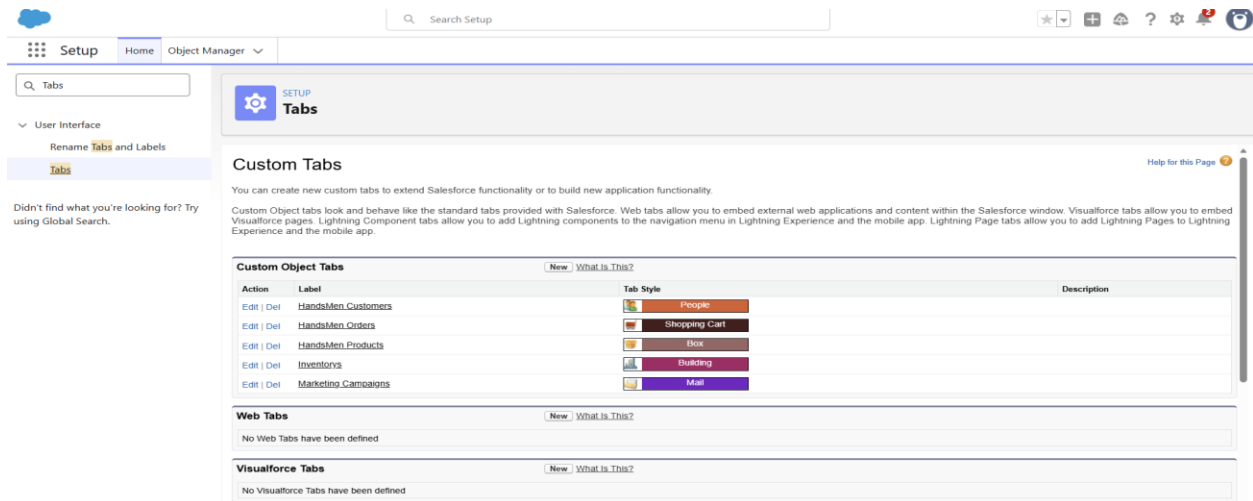 Search Setup
2
Setup
Home
Object Manager
Tabs
User Interface
Rename Tabs and Labels
Tabs
Didn't find what you're looking for? Try
using Global Search.
SETUP
Tabs
Custom Tabs
Help for this Page ?
You can create new custom tabs to extend Salesforce functionality or to build new application functionality.
Custom Object tabs look and behave like the standard tabs provided with Salesforce. Web tabs allow you to embed external web applications and content within the Salesforce window. Visualforce tabs allow you to embed
Visualforce pages. Lightning Component tabs allow you to add Lightning components to the navigation menu in Lightning Experience and the mobile app. Lightning Page tabs allow you to add Lightning Pages to Lightning
Experience and the mobile app.
Custom Object Tabs New What Is This?
Action Label Tab Style Description
Edit | Del HandsMen Customers People
Edit | Del HandsMen Orders Shopping Cart
Edit | Del HandsMen Products Box
Edit | Del Inventorys Building
Edit | Del Marketing Campaigns Mail
Web Tabs New What Is This?
No Web Tabs have been defined
Visualforce Tabs New What Is This?
No Visualforce Tabs have been defined